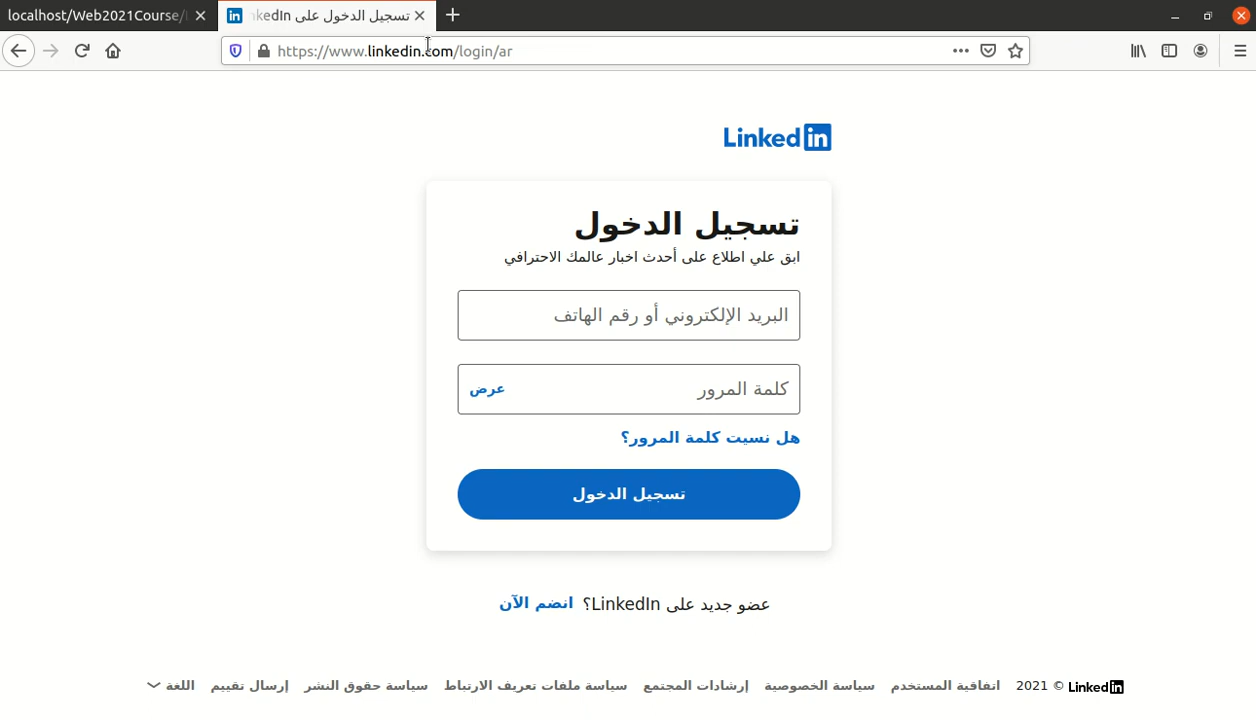 localhost/Web2021Course/
تسجيل الدخول على LinkedIn
https://www.linkedin.com/login/ar
Linkedin
تسجيل الدخول
ابق علي اطلاع على أحدث اخبار عالمك الاحترافي
البريد الإلكتروني أو رقم الهاتف
كلمة المرور عرض
هل نسيت كلمة المرور؟
تسجيل الدخول
عضو جديد على LinkedIn؟ انضم الآن
Linkedin © 2021 اتفاقية المستخدم سياسة الخصوصية إرشادات المجتمع سياسة ملفات تعريف الارتباط سياسة حقوق النشر إرسال تقييم اللغة